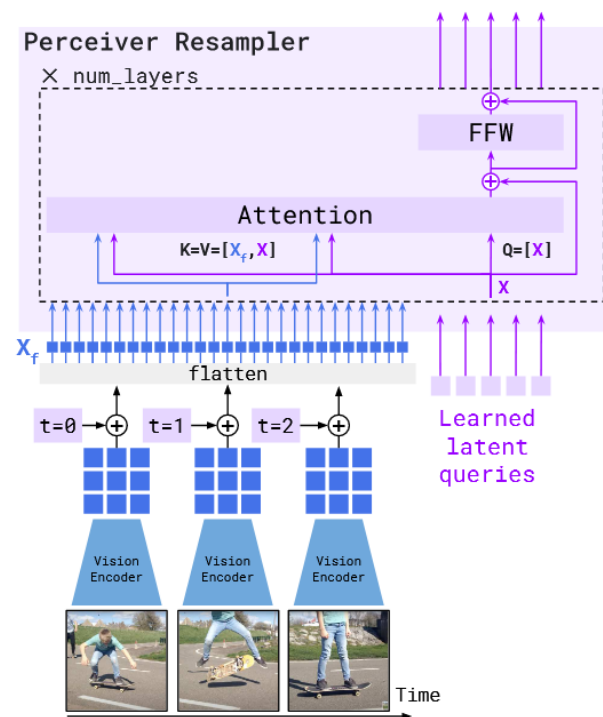 Perceiver Resampler
× num_layers
FFW
Attention
K=V=[Xf,X]
Q=[X]
X
Xf
flatten
t=0
t=1
t=2
Learned
latent
queries
Vision
Encoder
Vision
Encoder
Vision
Encoder
Time